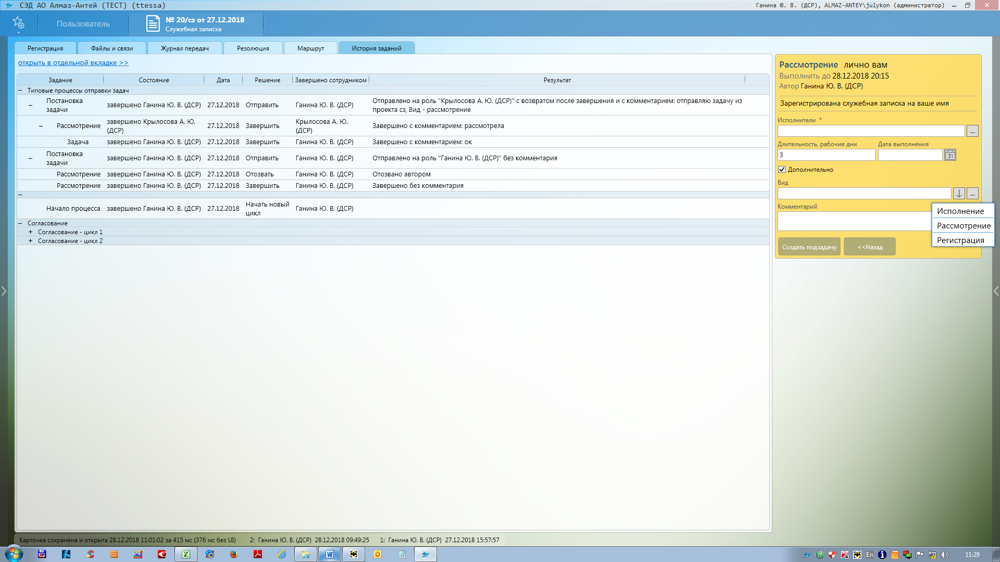 СЭД АО Алмаз-Антей (ТЕСТ) (ttessa)
Ганина Ю. В. (ДСР), ALMAZ-ANTEY\julykon (администратор)
Пользователь
№ 20/сз от 27.12.2018
Служебная записка
Регистрация
Файлы и связи
Журнал передач
Резолюция
Маршрут
История заданий
открыть в отдельной вкладке >>
Задание Состояние Дата Решение Завершено сотрудником Результат
− Типовые процессы отправки задач
− Постановка задачи завершено Ганина Ю. В. (ДСР) 27.12.2018 Отправить Ганина Ю. В. (ДСР) Отправлено на роль "Крылосова А. Ю. (ДСР)" с возвратом после завершения и с комментарием: отправляю задачу из
проекта сз, Вид - рассмотрение
− Рассмотрение завершено Крылосова А. Ю. (ДСР) 27.12.2018 Завершить Крылосова А. Ю. (ДСР) Завершено с комментарием: рассмотрела
Задача завершено Ганина Ю. В. (ДСР) 27.12.2018 Завершить Ганина Ю. В. (ДСР) Завершено с комментарием: ок
− Постановка задачи завершено Ганина Ю. В. (ДСР) 27.12.2018 Отправить Ганина Ю. В. (ДСР) Отправлено на роль "Ганина Ю. В. (ДСР)" без комментария
Рассмотрение завершено Ганина Ю. В. (ДСР) 27.12.2018 Отозвать Ганина Ю. В. (ДСР) Отозвано автором
Рассмотрение завершено Ганина Ю. В. (ДСР) 27.12.2018 Завершить Ганина Ю. В. (ДСР) Завершено без комментария
−
Начало процесса завершено Ганина Ю. В. (ДСР) 27.12.2018 Начать новый цикл Ганина Ю. В. (ДСР)
− Согласование
+ Согласование - цикл 1
+ Согласование - цикл 2
Рассмотрение лично вам
Выполнить до 28.12.2018 20:15
Автор Ганина Ю. В. (ДСР)
Зарегистрирована служебная записка на ваше имя
Исполнители *
...
Длительность, рабочие дни Дата выполнения
3
31
Дополнительно
Вид
...
Комментарий
Исполнение
Рассмотрение
Регистрация
Создать подзадачу
<<Назад
Карточка сохранена и открыта 28.12.2018 11:01:02 за 415 мс (376 мс без UI) 2: Ганина Ю. В. (ДСР) 28.12.2018 09:49:25 1: Ганина Ю. В. (ДСР) 27.12.2018 15:57:57
En
11:29